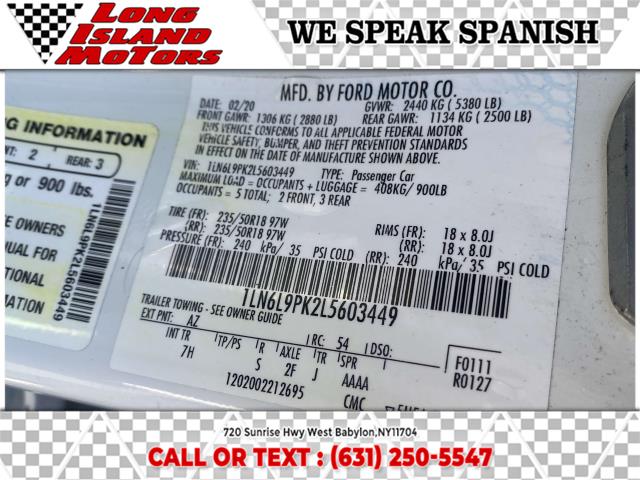 LONG
ISLAND
MOTORS
WE SPEAK SPANISH
MFD. BY FORD MOTOR CO.
DATE: 02/20 GVWR: 2440 KG (5380 LB)
FRONT GAWR: 1306 KG (2880 LB) REAR GAWR: 1134 KG (2500 LB)
THIS VEHICLE CONFORMS TO ALL APPLICABLE FEDERAL MOTOR
VEHICLE SAFETY, BUMPER, AND THEFT PREVENTION STANDARDS
IN EFFECT ON THE DATE OF MANUFACTURE SHOWN ABOVE.
VIN: 1LN6L9PK2L5603449 TYPE: Passenger Car
MAXIMUM LOAD = OCCUPANTS + LUGGAGE = 408KG/900LB
OCCUPANTS = 5 TOTAL: 2 FRONT, 3 REAR
TIRE (FR): 235/50R18 97W RIMS (FR): 18 x 8.0J
(RR): 235/50R18 97W (RR): 18 x 8.0J
PRESSURE (FR): 240 kPa/ 35 PSI COLD (RR): 240 kPa/ 35 PSI COLD
1LN6L9PK2L5603449
TRAILER TOWING - SEE OWNER GUIDE
EXT PNT: AZ RC: 54 DSO:
INT TR TP/PS R AXLE TR SPR F0111
7H S 2F J AAAA R0127
1202002212695 CMC
G INFORMATION
NT: 2 REAR: 3
g or 900 lbs.
E OWNERS
NUAL FOR
ITIONAL
RMATION
1LN6L9PK2L5603449
720 Sunrise Hwy West Babylon,NY11704
CALL OR TEXT : (631) 250-5547